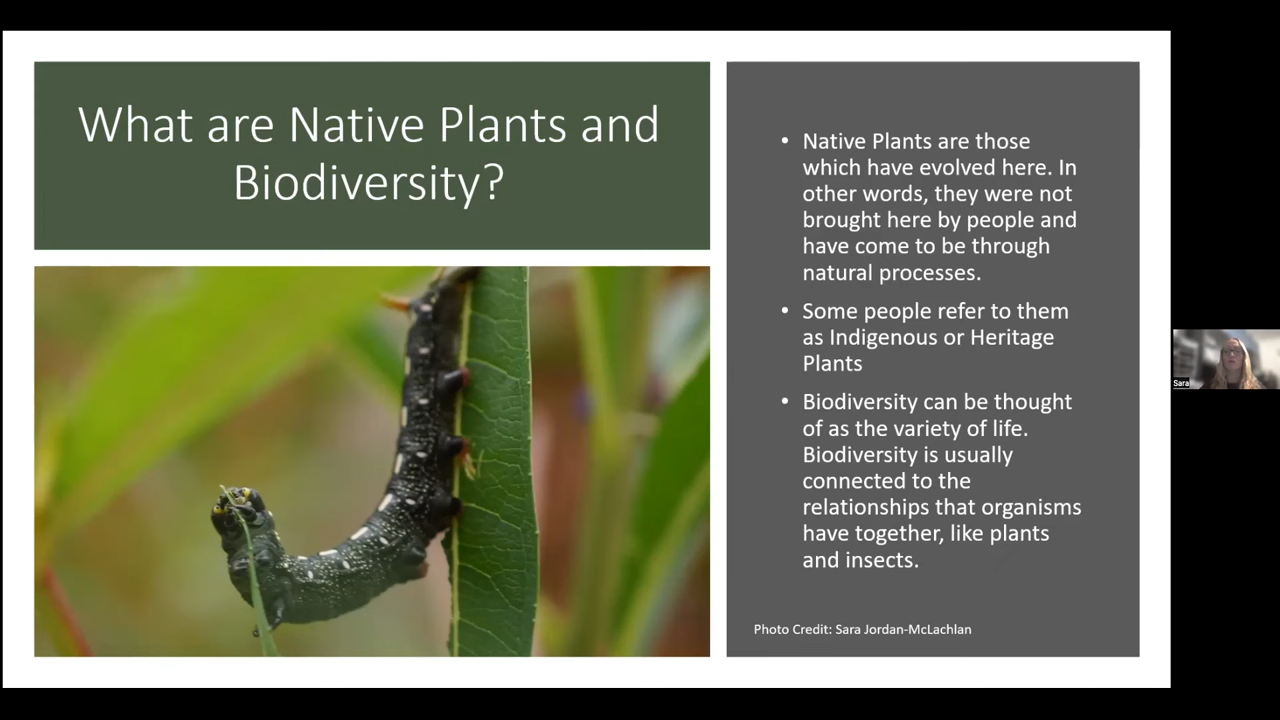 What are Native Plants and
Biodiversity?
• Native Plants are those
which have evolved here. In
other words, they were not
brought here by people and
have come to be through
natural processes.
• Some people refer to them
as Indigenous or Heritage
Plants
• Biodiversity can be thought
of as the variety of life.
Biodiversity is usually
connected to the
relationships that organisms
have together, like plants
and insects.
Photo Credit: Sara Jordan-McLachlan
Sara